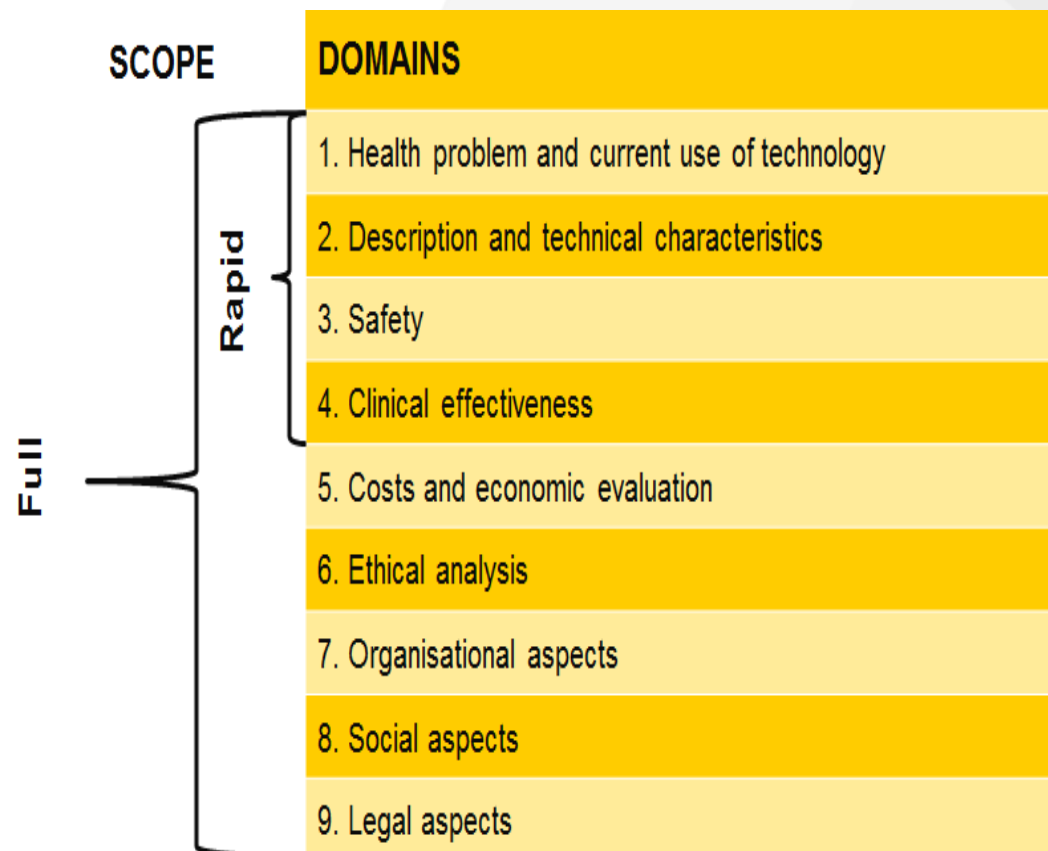 SCOPE
DOMAINS
1. Health problem and current use of technology
2. Description and technical characteristics
3. Safety
4. Clinical effectiveness
5. Costs and economic evaluation
6. Ethical analysis
7. Organisational aspects
8. Social aspects
9. Legal aspects
Rapid
Full